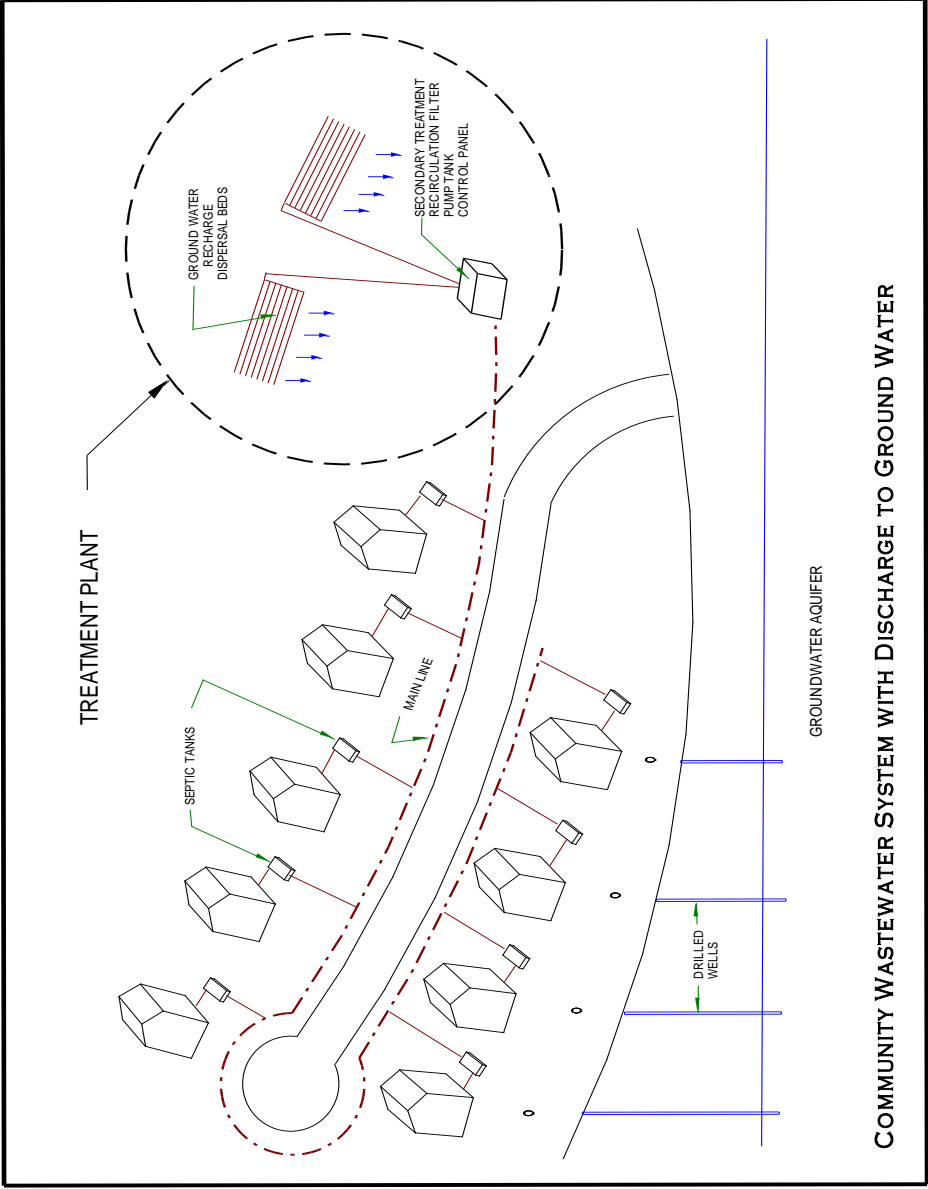 TREATMENT PLANT
GROUND WATER
RECHARGE
DISPERSAL BEDS
SECONDARY TREATMENT
RECIRCULATION FILTER
PUMP TANK
CONTROL PANEL
SEPTIC TANKS
MAIN LINE
DRILLED
WELLS
GROUNDWATER AQUIFER
COMMUNITY WASTEWATER SYSTEM WITH DISCHARGE TO GROUND WATER